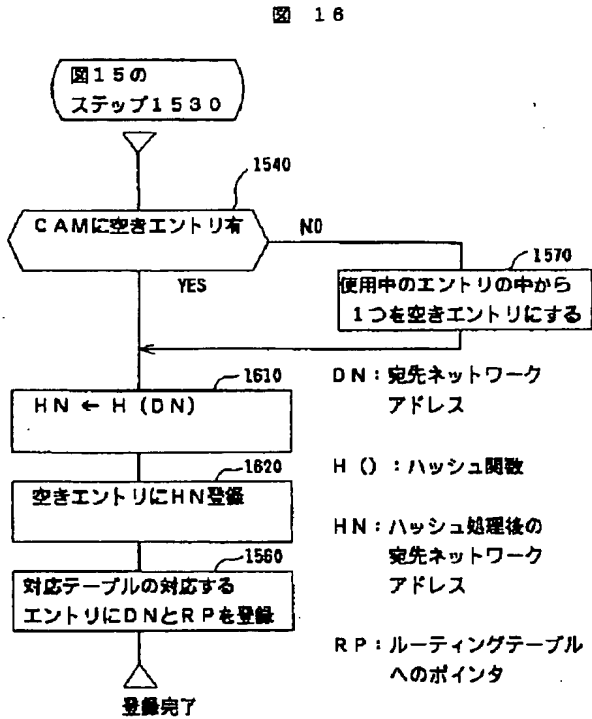 図 16
図15の
ステップ1530
1540
CAMに空きエントリ有
NO
YES
1570
使用中のエントリの中から
1つを空きエントリにする
1610
HN ← H(DN)
1620
空きエントリにHN登録
1560
対応テーブルの対応する
エントリにDNとRPを登録
登録完了
DN:宛先ネットワーク
アドレス
H():ハッシュ関数
HN:ハッシュ処理後の
宛先ネットワーク
アドレス
RP:ルーティングテーブル
へのポインタ